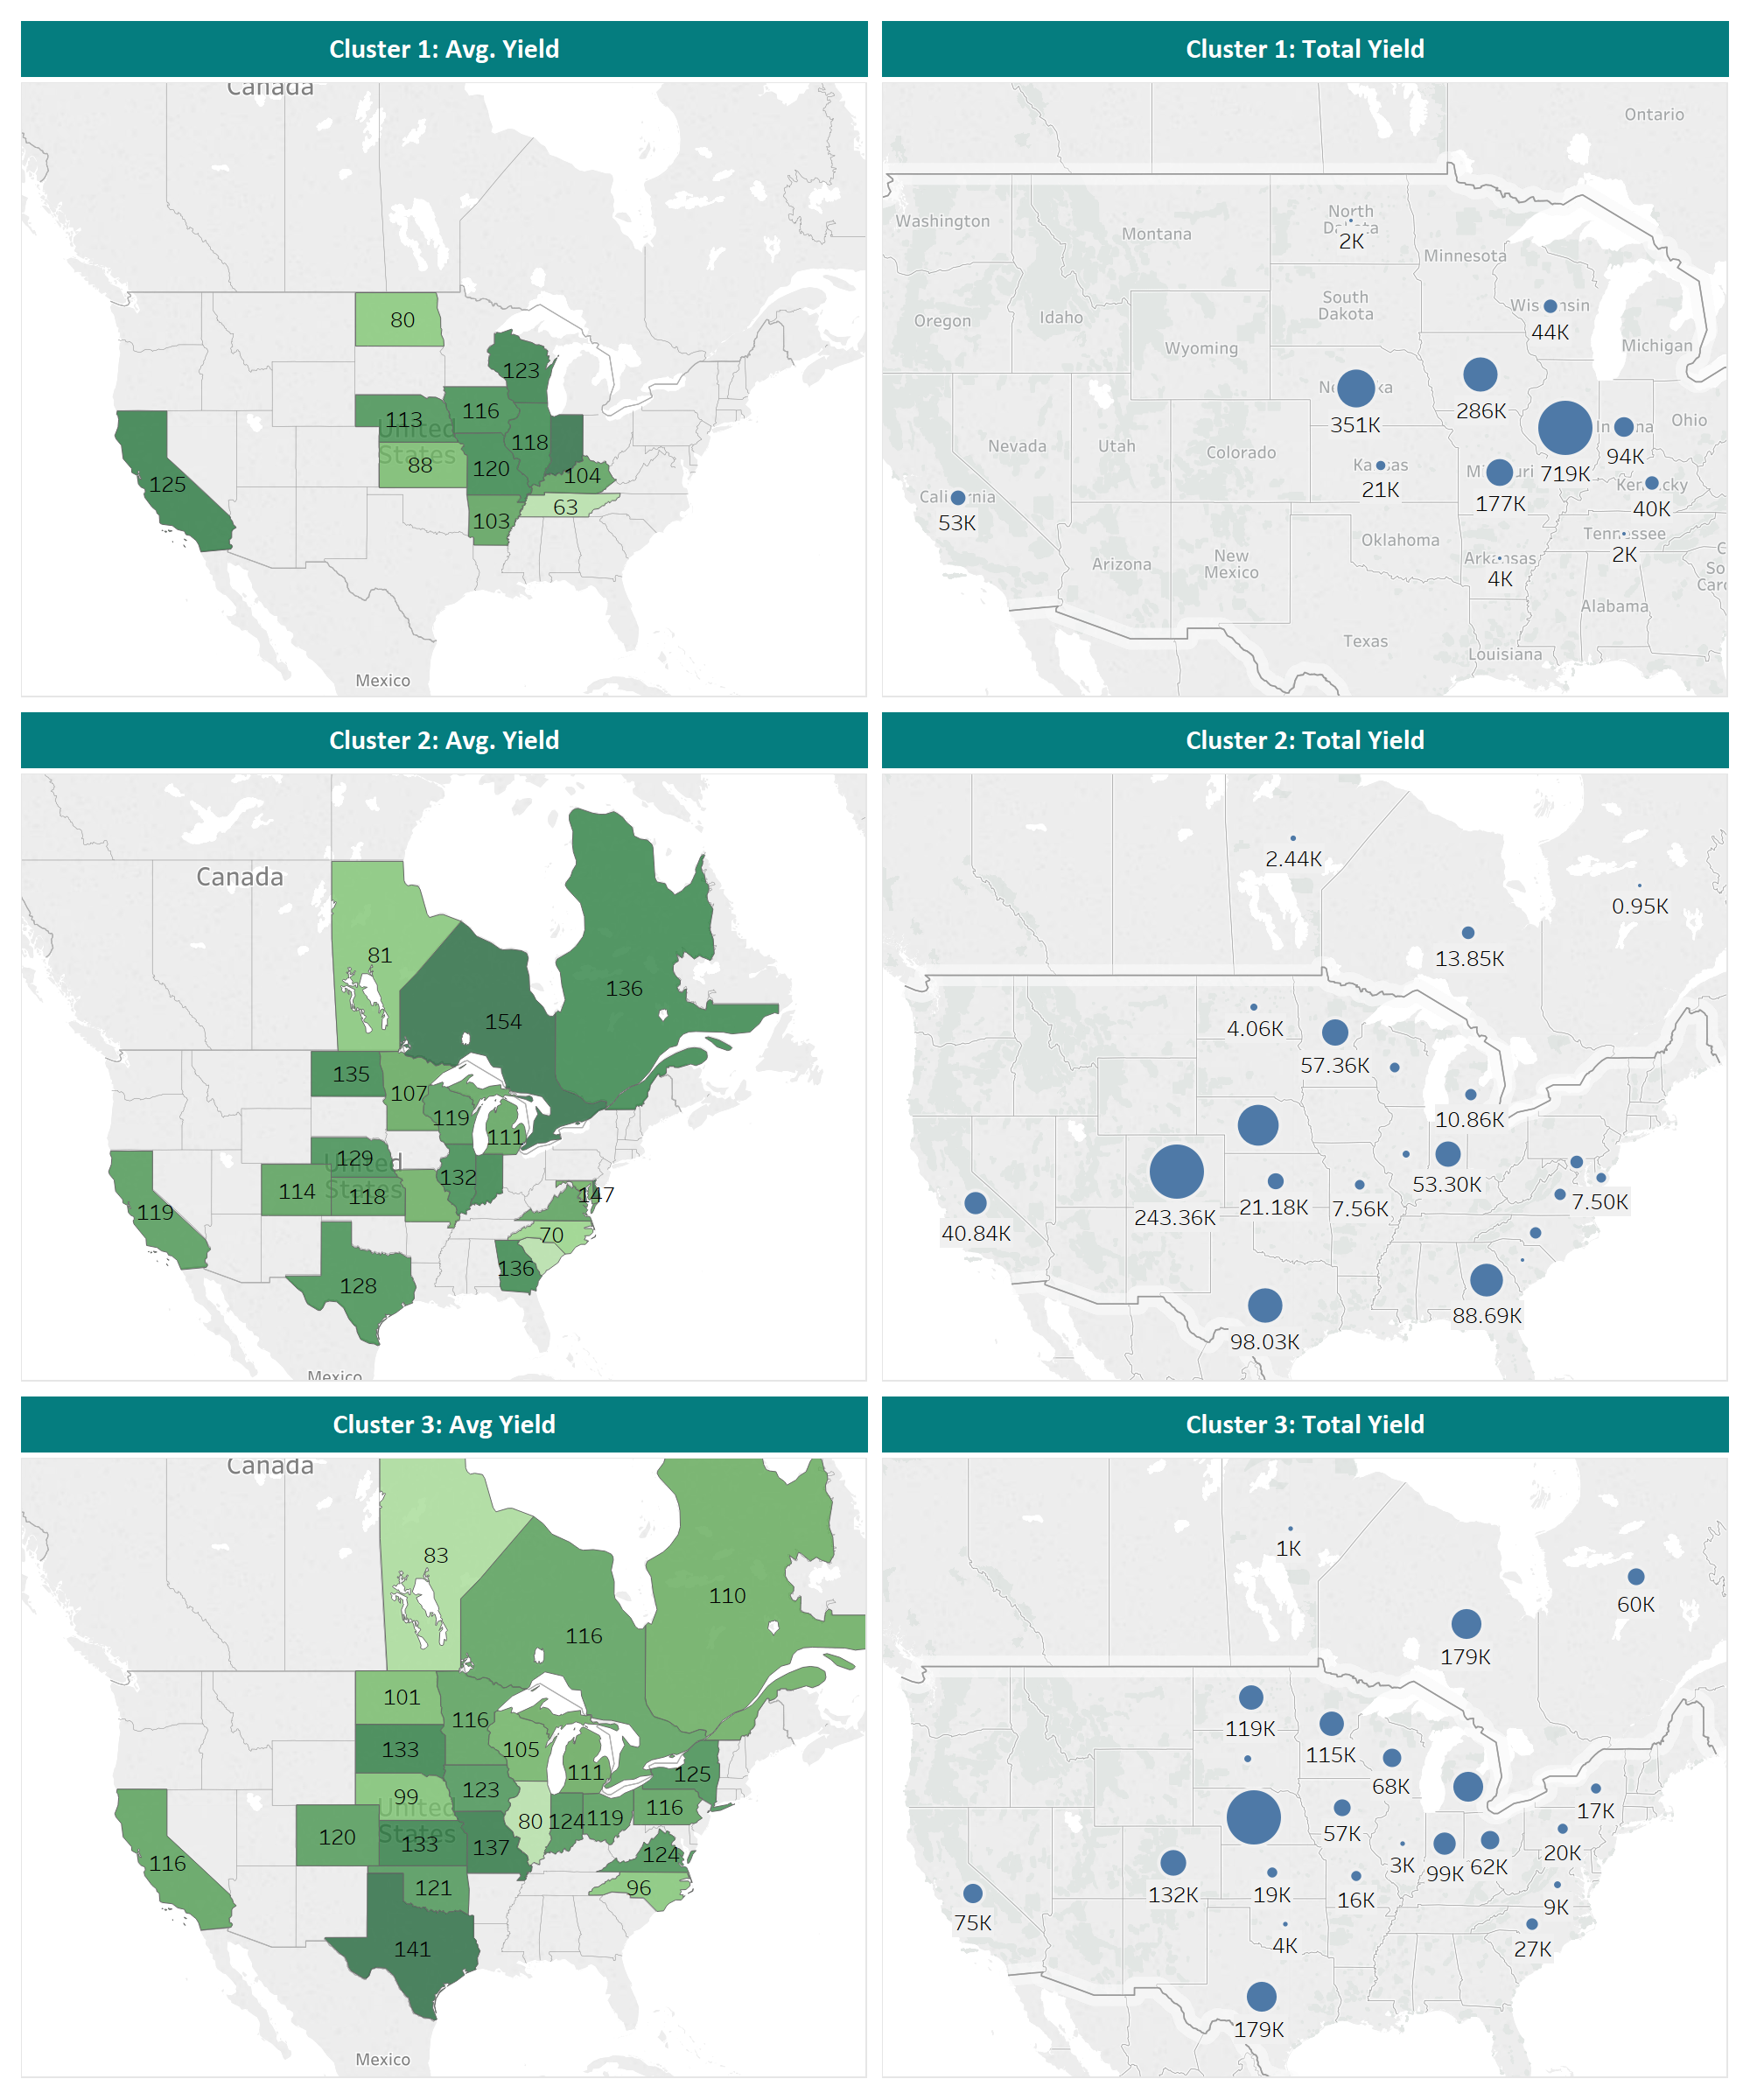 Cluster 1: Avg. Yield
Canada
80
123
113
116
United
States
118
88
120
104
125
63
103
Mexico
Cluster 1: Total Yield
Ontario
Washington
North
Dakota
2K
Montana
Minnesota
Oregon
Idaho
South
Dakota
Wisconsin
44K
Wyoming
Michigan
Nebraska
351K
286K
Nevada
Utah
Colorado
Indiana
Ohio
94K
Kansas
21K
Missouri
177K
719K
Kentucky
40K
California
53K
Oklahoma
Tennessee
2K
Arizona
New
Mexico
Arkansas
4K
Alabama
Texas
Louisiana
Cluster 2: Avg. Yield
Canada
81
136
154
135
107
119
111
129
United
States
132
114
118
147
119
70
136
128
Mexico
Cluster 2: Total Yield
2.44K
0.95K
13.85K
4.06K
57.36K
10.86K
53.30K
243.36K
21.18K
7.56K
7.50K
40.84K
88.69K
98.03K
Cluster 3: Avg Yield
Canada
83
110
116
101
116
133
105
111
125
123
99
United
States
80
124
119
116
120
133
137
124
116
121
96
141
Mexico
Cluster 3: Total Yield
1K
60K
179K
119K
115K
68K
17K
57K
3K
99K
62K
20K
132K
19K
16K
9K
75K
4K
27K
179K